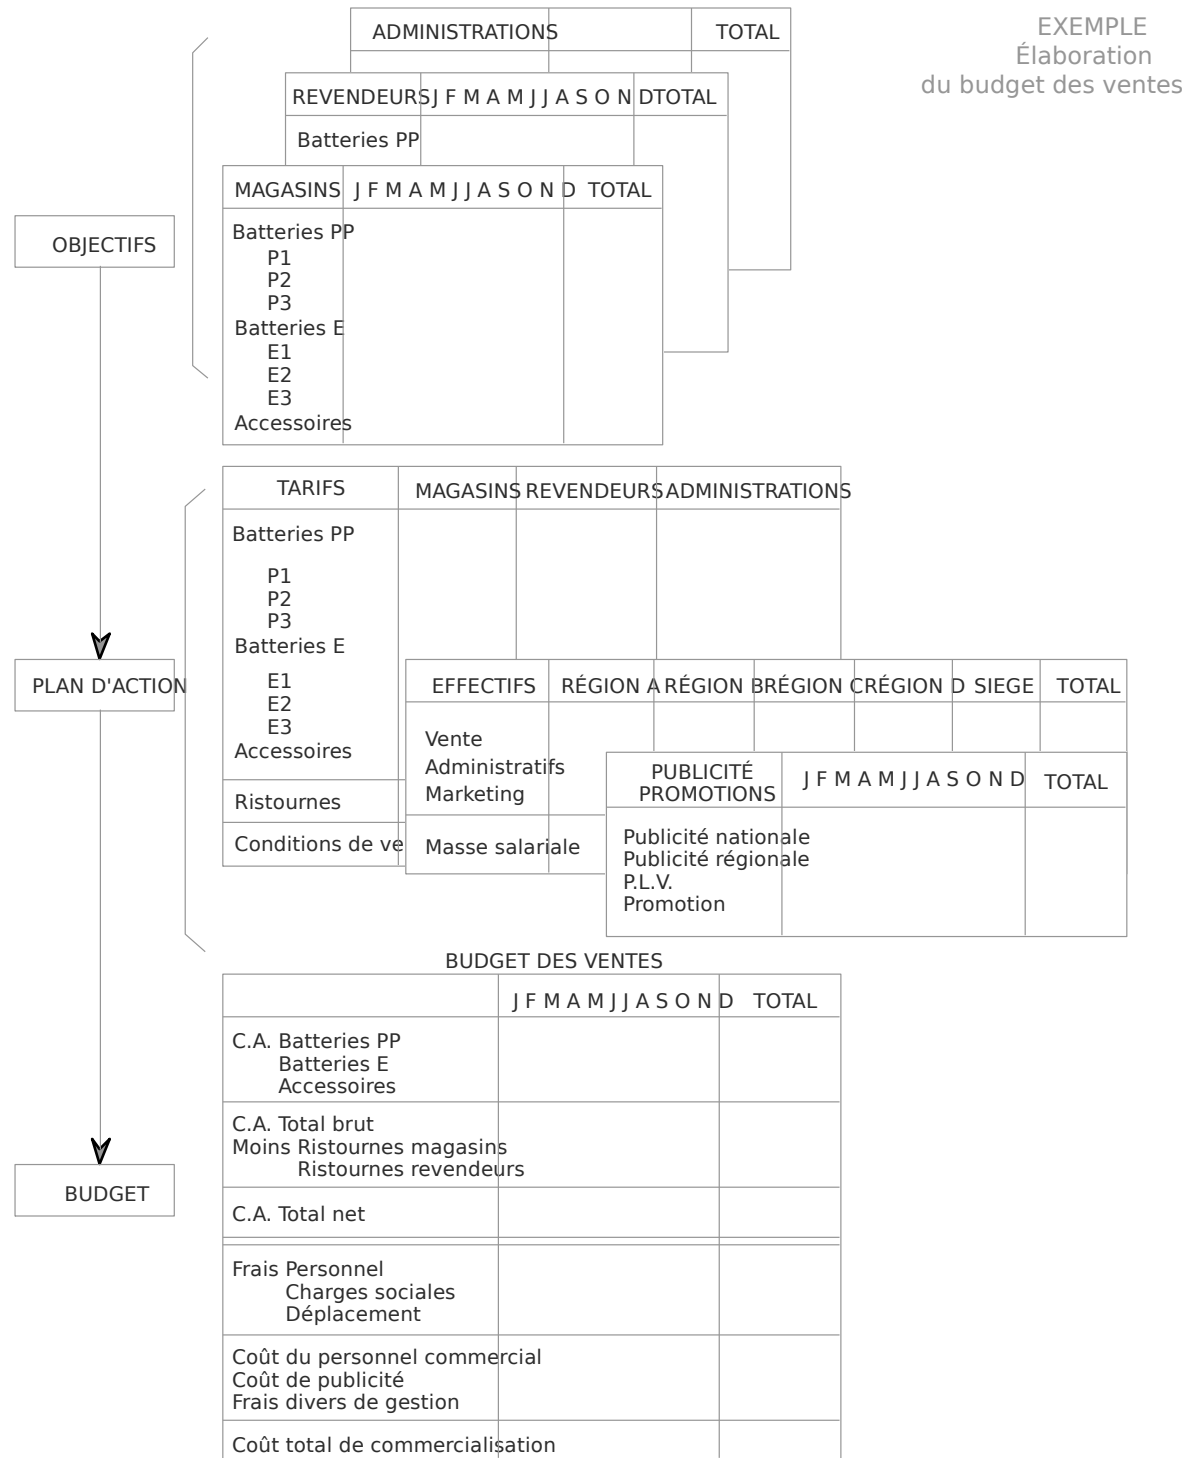 EXEMPLE
Élaboration
du budget des ventes
ADMINISTRATIONS TOTAL
REVENDEURS J F M A M J J A S O N D TOTAL
Batteries PP
MAGASINS J F M A M J J A S O N D TOTAL
Batteries PP
P1
P2
P3
Batteries E
E1
E2
E3
Accessoires
OBJECTIFS
TARIFS MAGASINS REVENDEURS ADMINISTRATIONS
Batteries PP
P1
P2
P3
Batteries E
E1
E2
E3
Accessoires
Ristournes
Conditions de ve
PLAN D'ACTION
EFFECTIFS RÉGION A RÉGION B RÉGION C RÉGION D SIEGE TOTAL
Vente
Administratifs
Marketing
Masse salariale
PUBLICITÉ
PROMOTIONS J F M A M J J A S O N D TOTAL
Publicité nationale
Publicité régionale
P.L.V.
Promotion
BUDGET DES VENTES
J F M A M J J A S O N D TOTAL
C.A. Batteries PP
Batteries E
Accessoires
C.A. Total brut
Moins Ristournes magasins
Ristournes revendeurs
BUDGET
C.A. Total net
Frais Personnel
Charges sociales
Déplacement
Coût du personnel commercial
Coût de publicité
Frais divers de gestion
Coût total de commercialisation